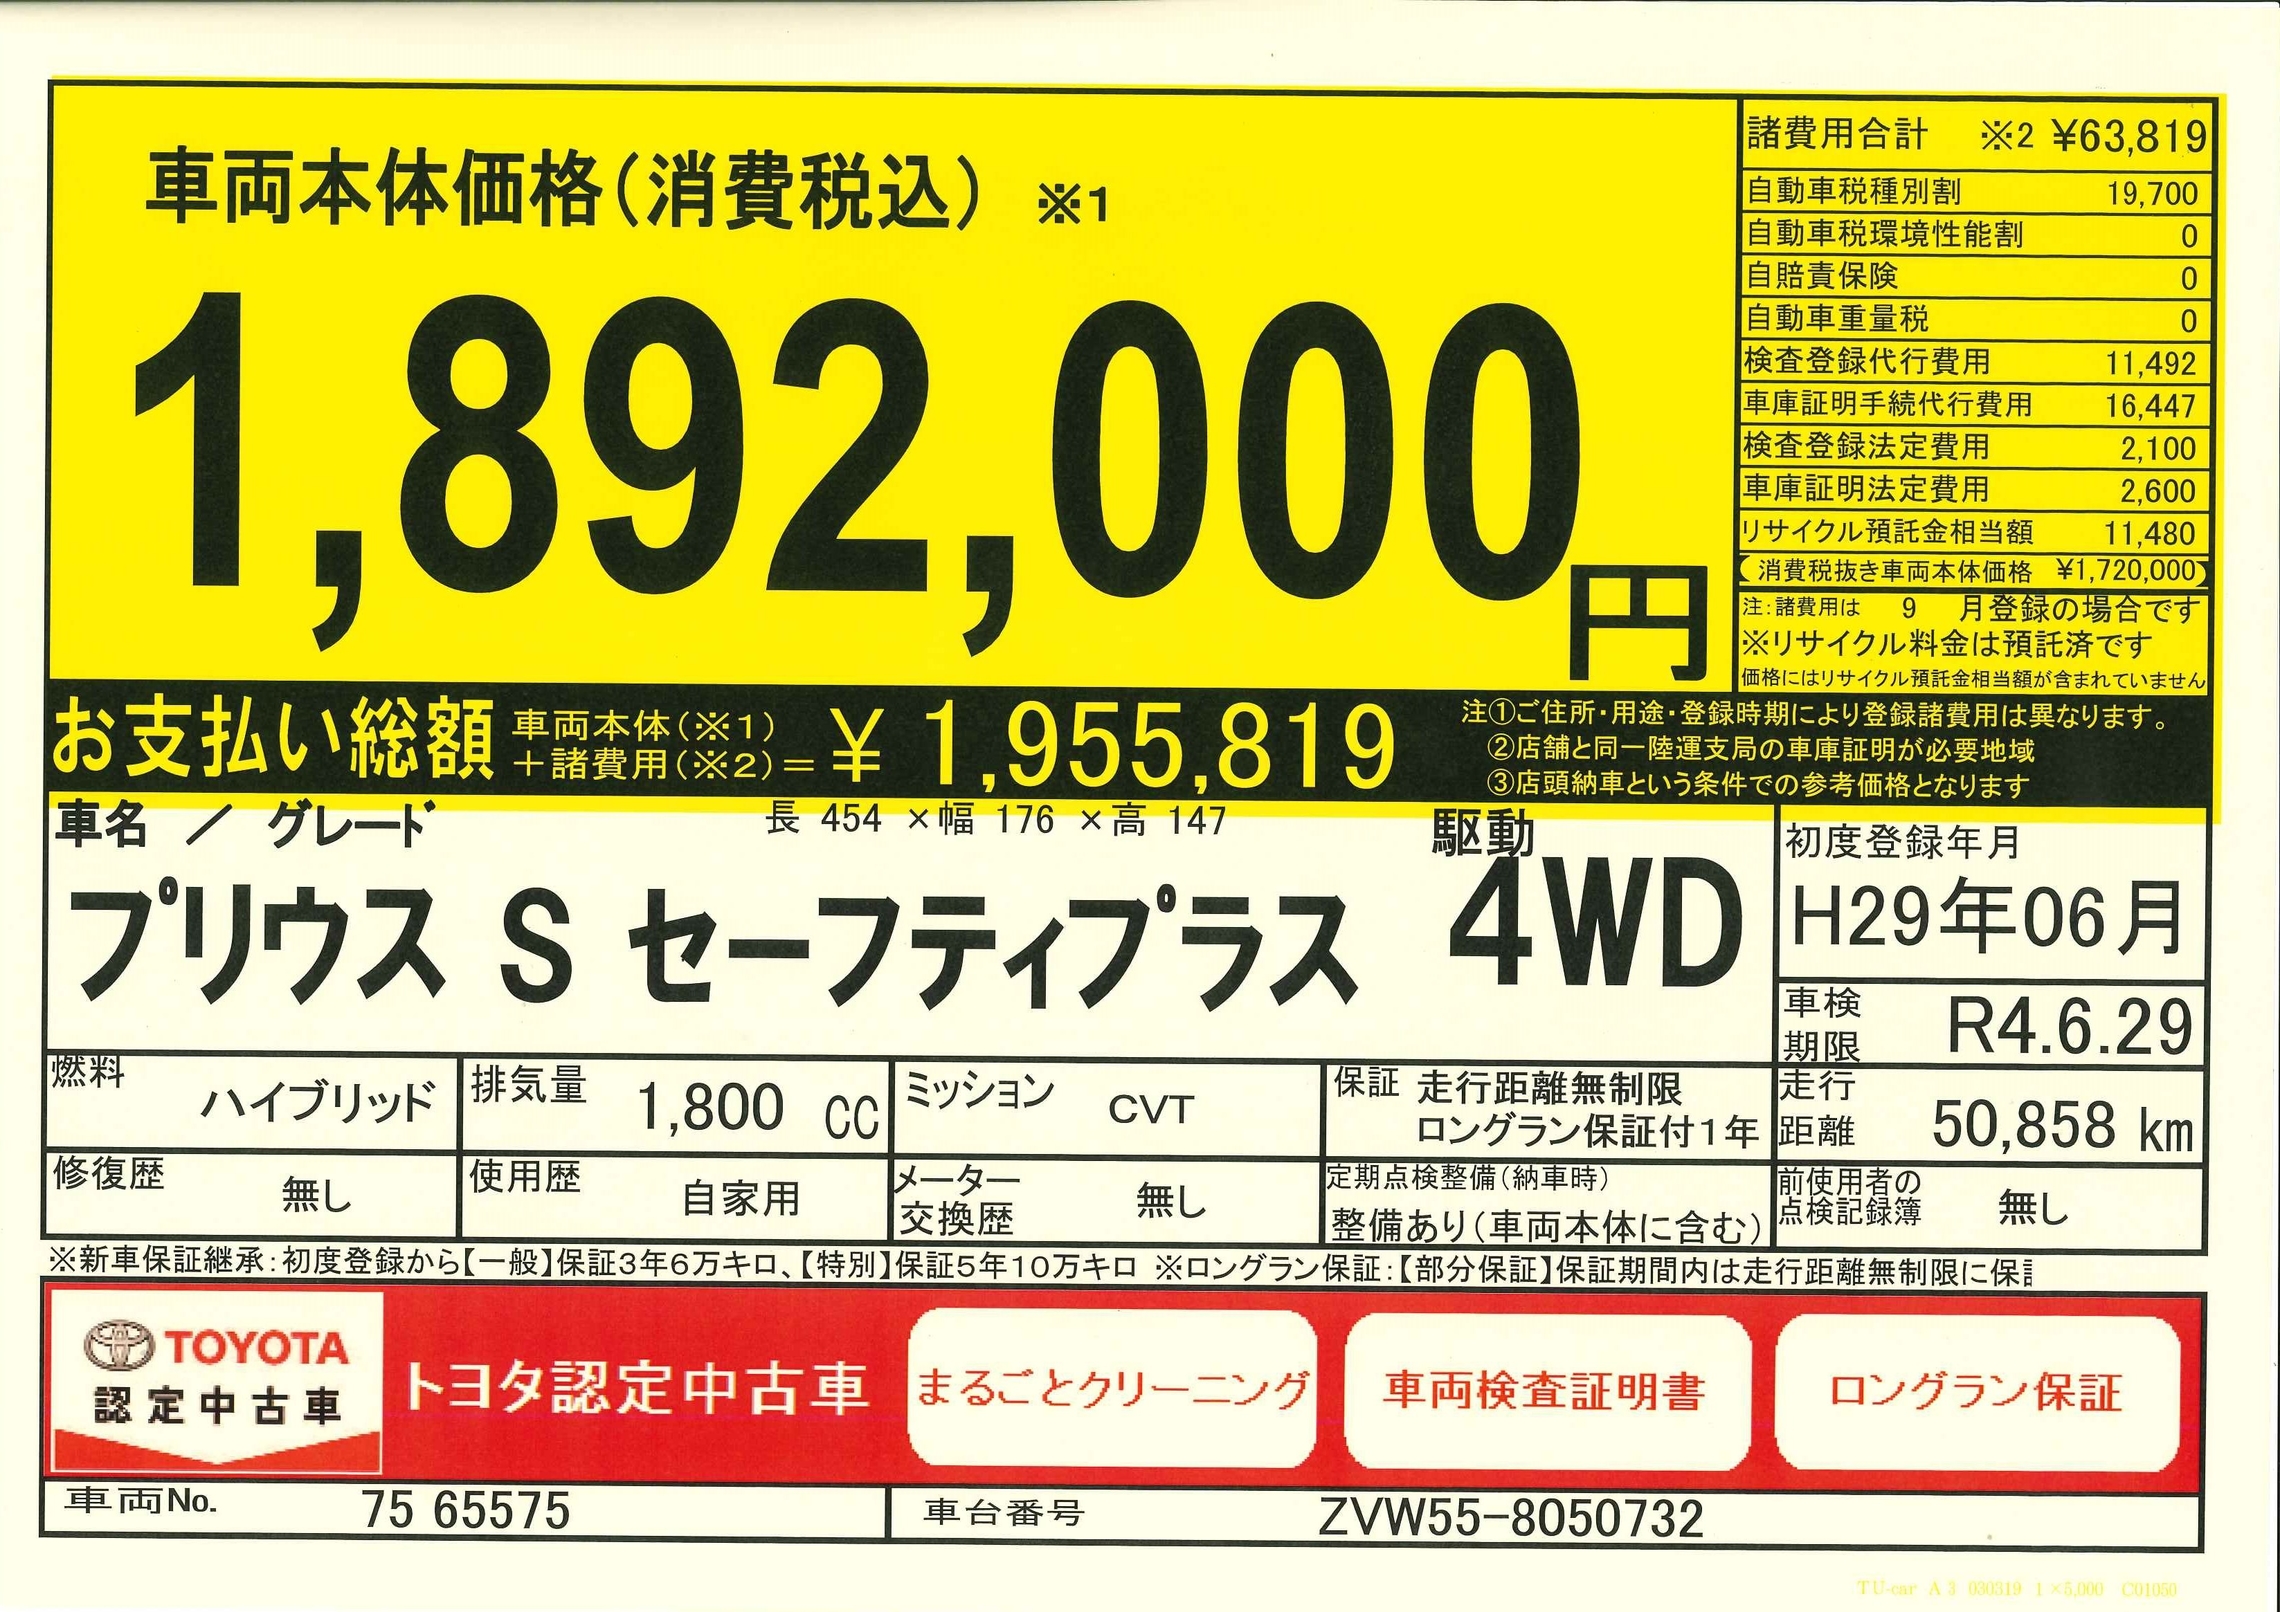 車両本体価格(消費税込) ※1
1,892,000円
諸費用合計 ※2 ¥63,819
自動車税種別割 19,700
自動車税環境性能割 0
自賠責保険 0
自動車重量税 0
検査登録代行費用 11,492
車庫証明手続代行費用 16,447
検査登録法定費用 2,100
車庫証明法定費用 2,600
リサイクル預託金相当額 11,480
(消費税抜き車両本体価格 ¥1,720,000)
注:諸費用は 9 月登録の場合です
※リサイクル料金は預託済です
価格にはリサイクル預託金相当額が含まれていません
お支払い総額 車両本体(※1)
+諸費用(※2)= ¥ 1,955,819
注①ご住所・用途・登録時期により登録諸費用は異なります。
②店舗と同一陸運支局の車庫証明が必要地域
③店頭納車という条件での参考価格となります
車名 / グレード 長 454 ×幅 176 ×高 147 駆動
プリウス S セーフティプラス 4WD
初度登録年月
H29年06月
車検
期限 R4.6.29
燃料 ハイブリッド
排気量 1,800 CC
ミッション CVT
保証 走行距離無制限
ロングラン保証付1年
走行
距離 50,858 km
修復歴 無し
使用歴 自家用
メーター
交換歴 無し
定期点検整備(納車時)
整備あり(車両本体に含む)
前使用者の
点検記録簿 無し
※新車保証継承:初度登録から【一般】保証3年6万キロ、【特別】保証5年10万キロ ※ロングラン保証:【部分保証】保証期間内は走行距離無制限に保
TOYOTA
認定中古車
トヨタ認定中古車
まるごとクリーニング
車両検査証明書
ロングラン保証
車両No. 75 65575
車台番号 ZVW55-8050732
TU-car A3 030319 1×5,000 C01050